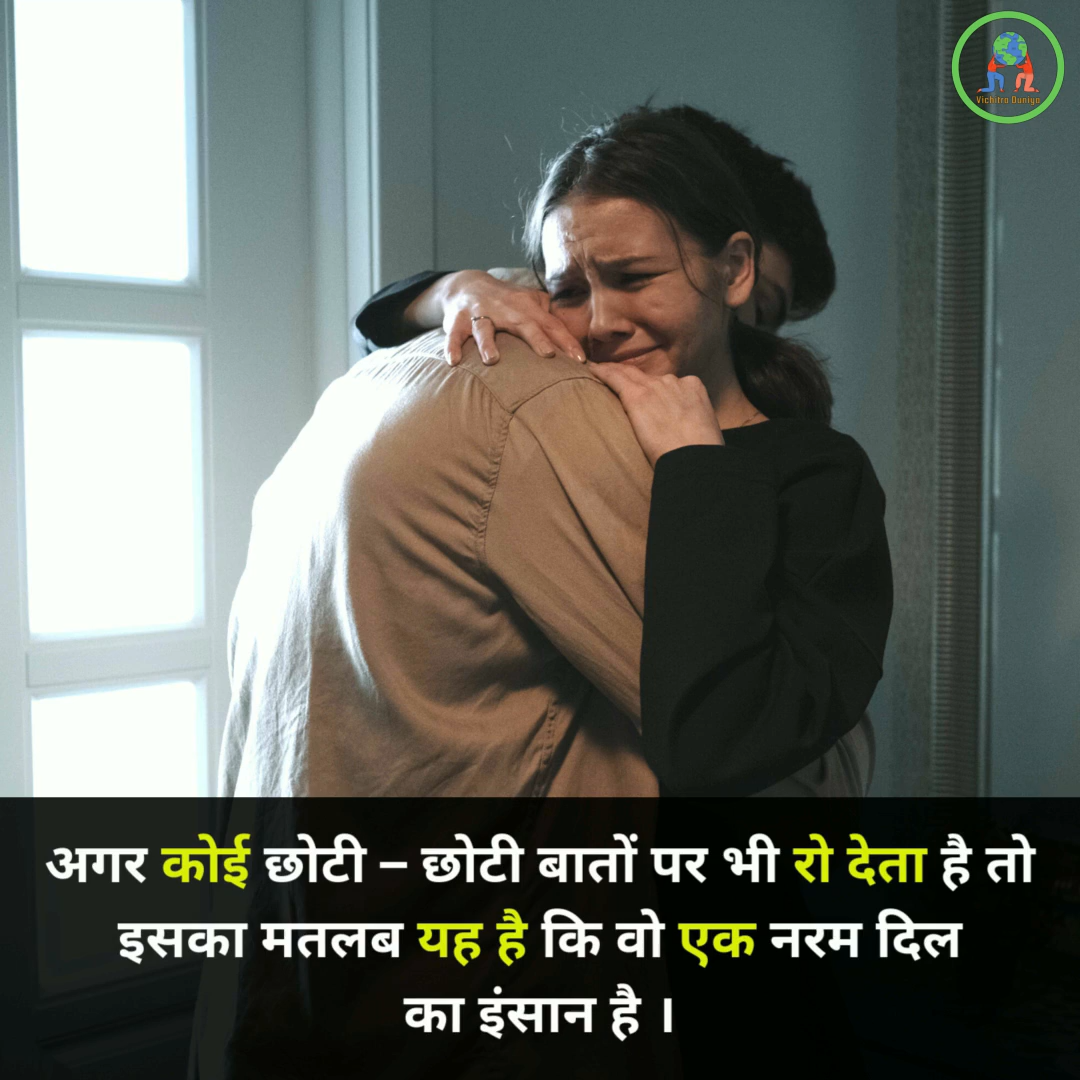 Vichitra Duniya
अगर कोई छोटी – छोटी बातों पर भी रो देता है तो
इसका मतलब यह है कि वो एक नरम दिल
का इंसान है ।